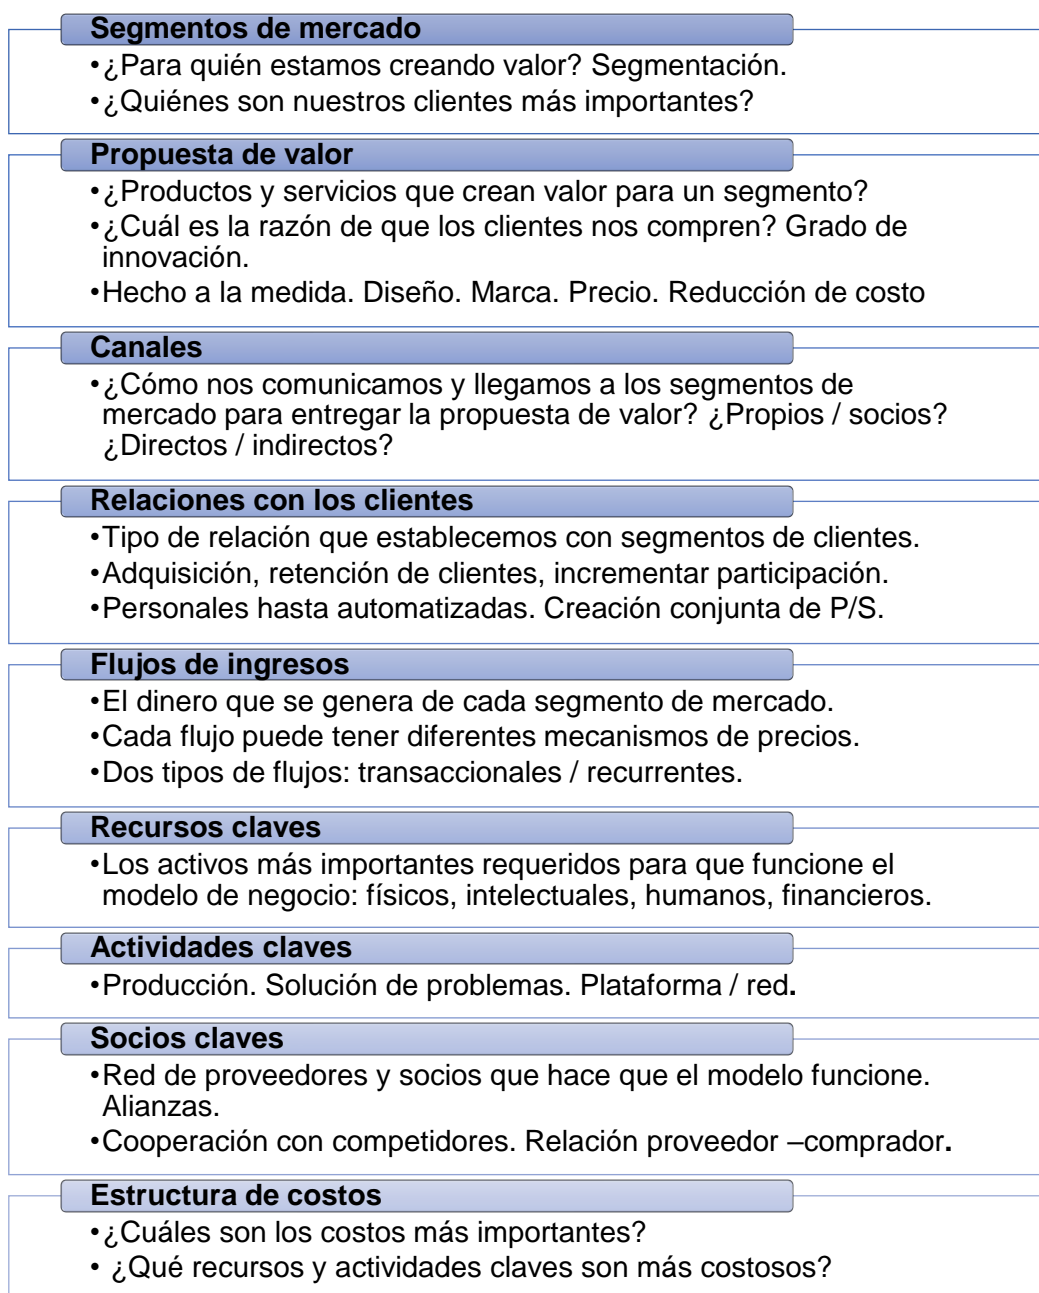 Segmentos de mercado
•¿Para quién estamos creando valor? Segmentación.
•¿Quiénes son nuestros clientes más importantes?
Propuesta de valor
•¿Productos y servicios que crean valor para un segmento?
•¿Cuál es la razón de que los clientes nos compren? Grado de
innovación.
•Hecho a la medida. Diseño. Marca. Precio. Reducción de costo
Canales
•¿Cómo nos comunicamos y llegamos a los segmentos de
mercado para entregar la propuesta de valor? ¿Propios / socios?
¿Directos / indirectos?
Relaciones con los clientes
•Tipo de relación que establecemos con segmentos de clientes.
•Adquisición, retención de clientes, incrementar participación.
•Personales hasta automatizadas. Creación conjunta de P/S.
Flujos de ingresos
•El dinero que se genera de cada segmento de mercado.
•Cada flujo puede tener diferentes mecanismos de precios.
•Dos tipos de flujos: transaccionales / recurrentes.
Recursos claves
•Los activos más importantes requeridos para que funcione el
modelo de negocio: físicos, intelectuales, humanos, financieros.
Actividades claves
•Producción. Solución de problemas. Plataforma / red.
Socios claves
•Red de proveedores y socios que hace que el modelo funcione.
Alianzas.
•Cooperación con competidores. Relación proveedor –comprador.
Estructura de costos
•¿Cuáles son los costos más importantes?
• ¿Qué recursos y actividades claves son más costosos?